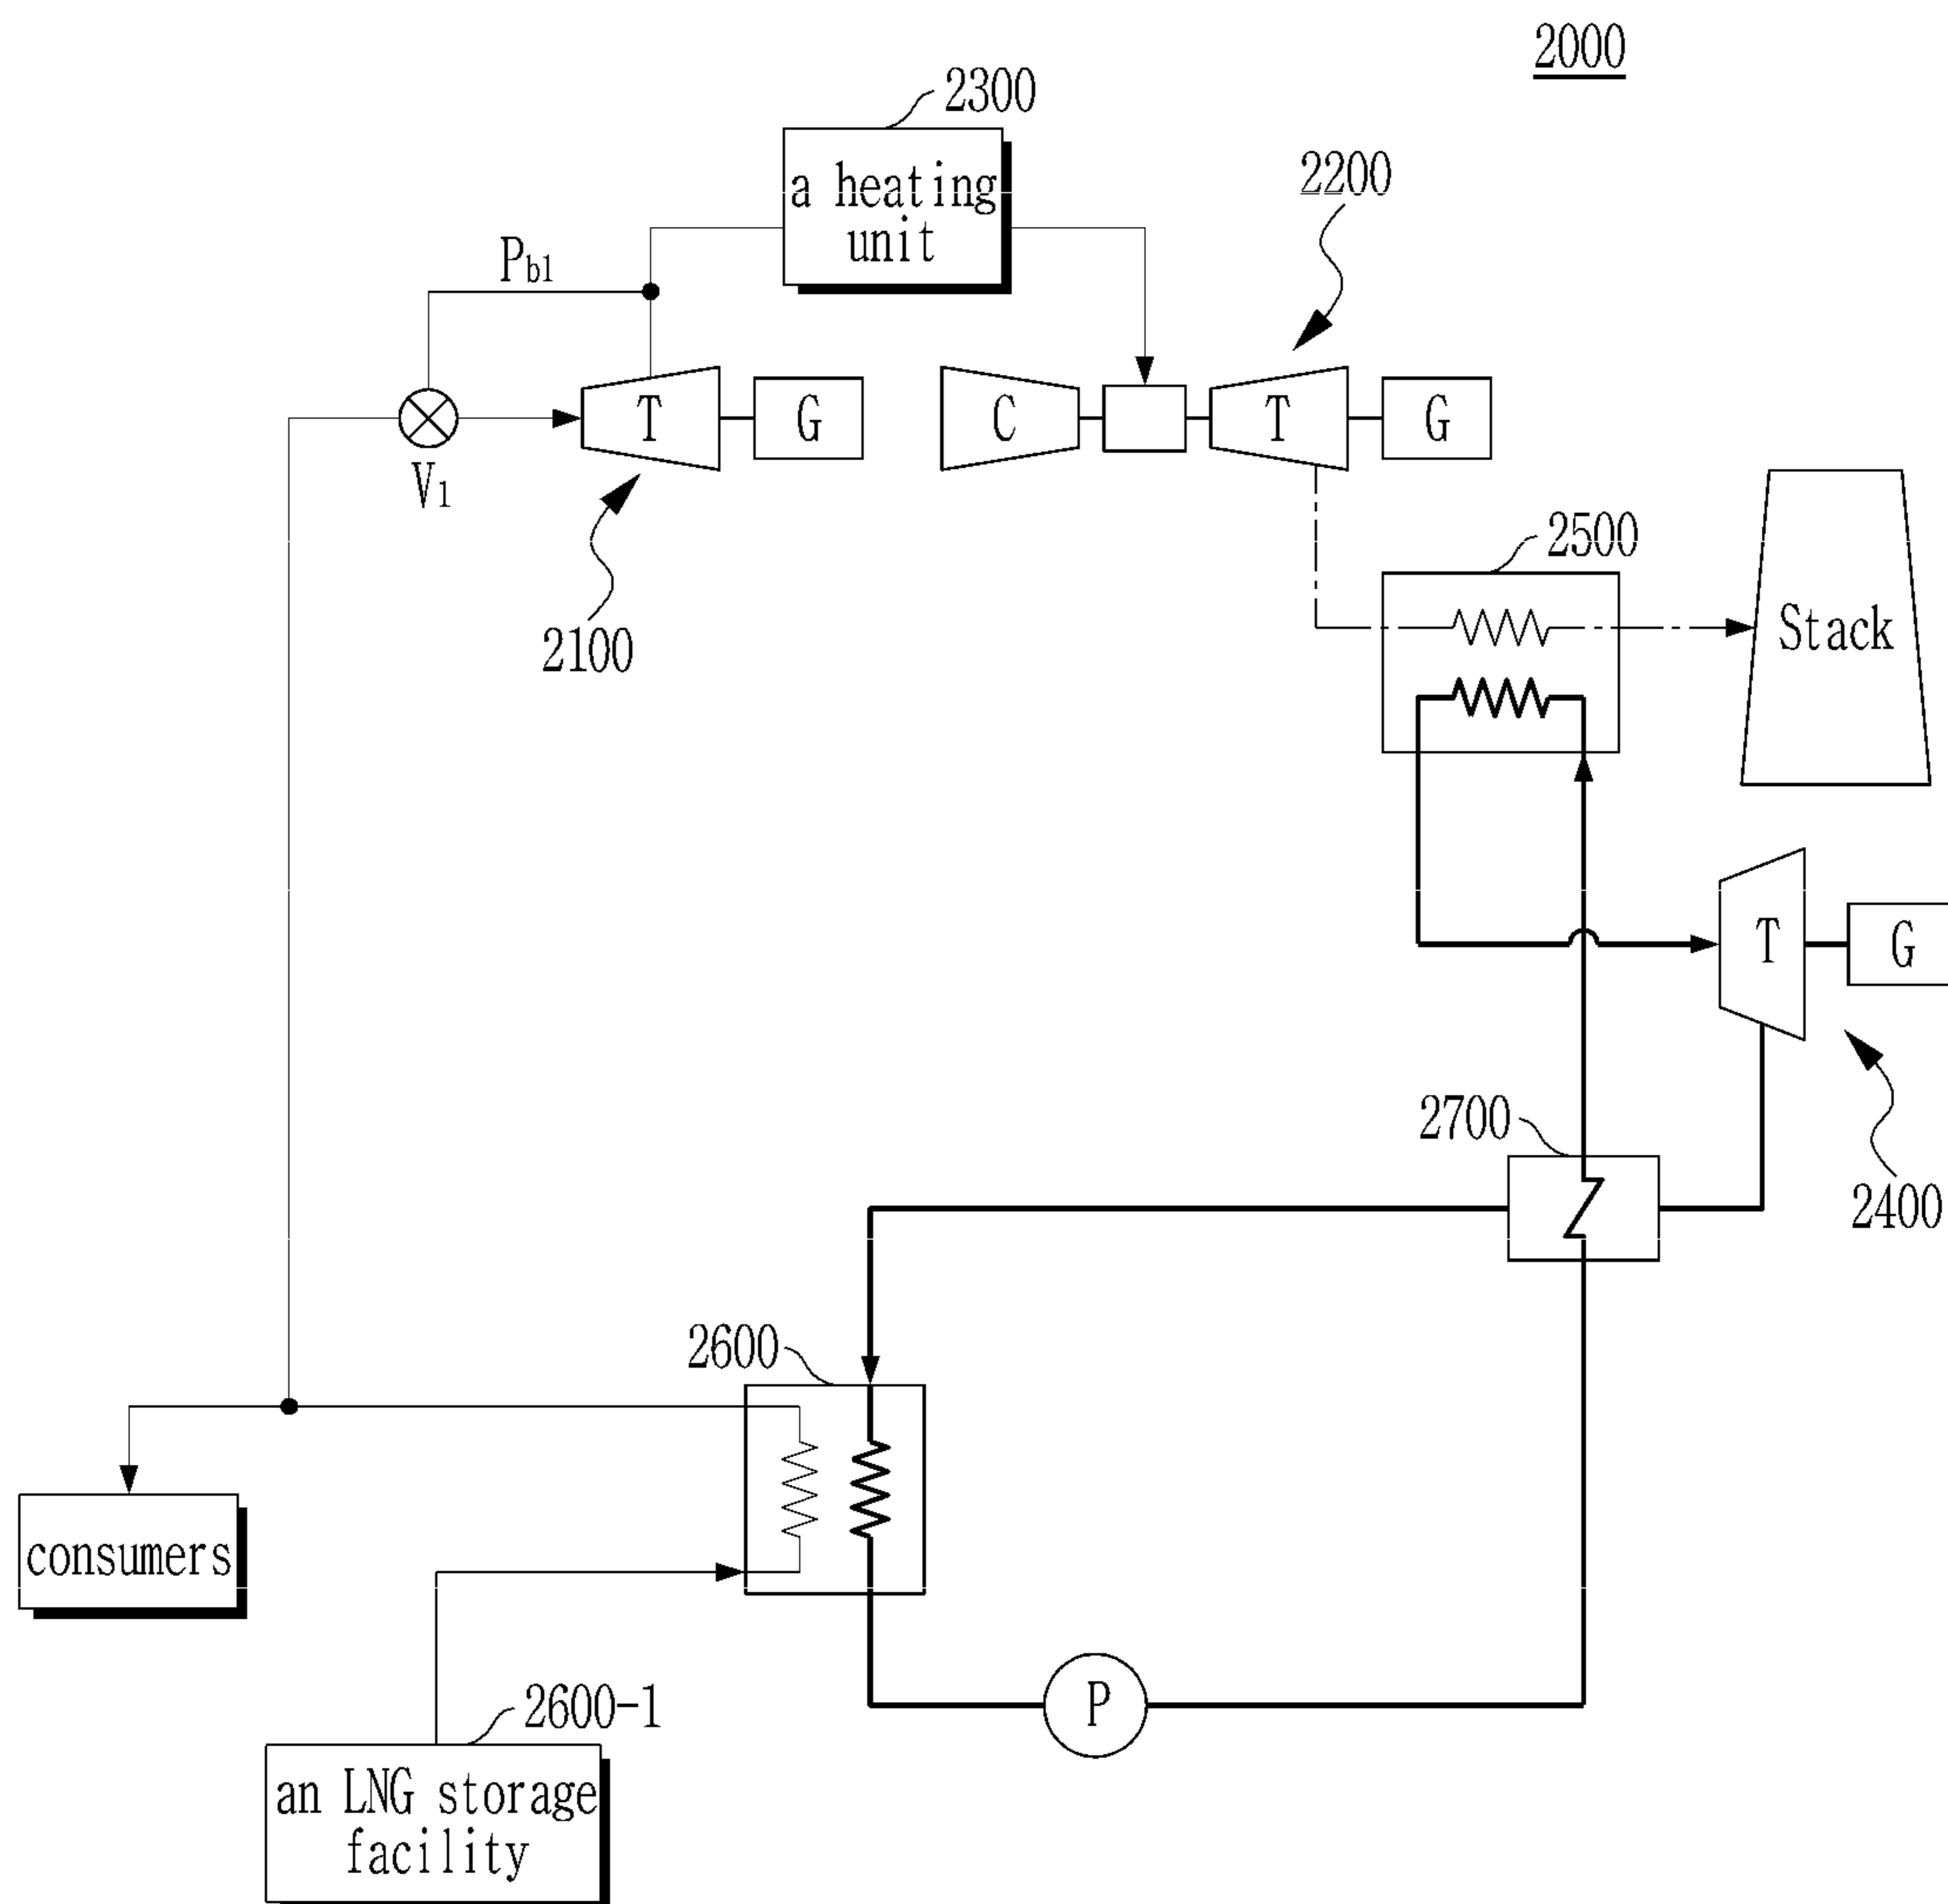 2000
2300
a heating
unit
2200
Pb1
T
G
C
T
G
V1
2100
2500
Stack
T
G
2700
2400
2600
consumers
P
2600-1
an LNG storage
facility